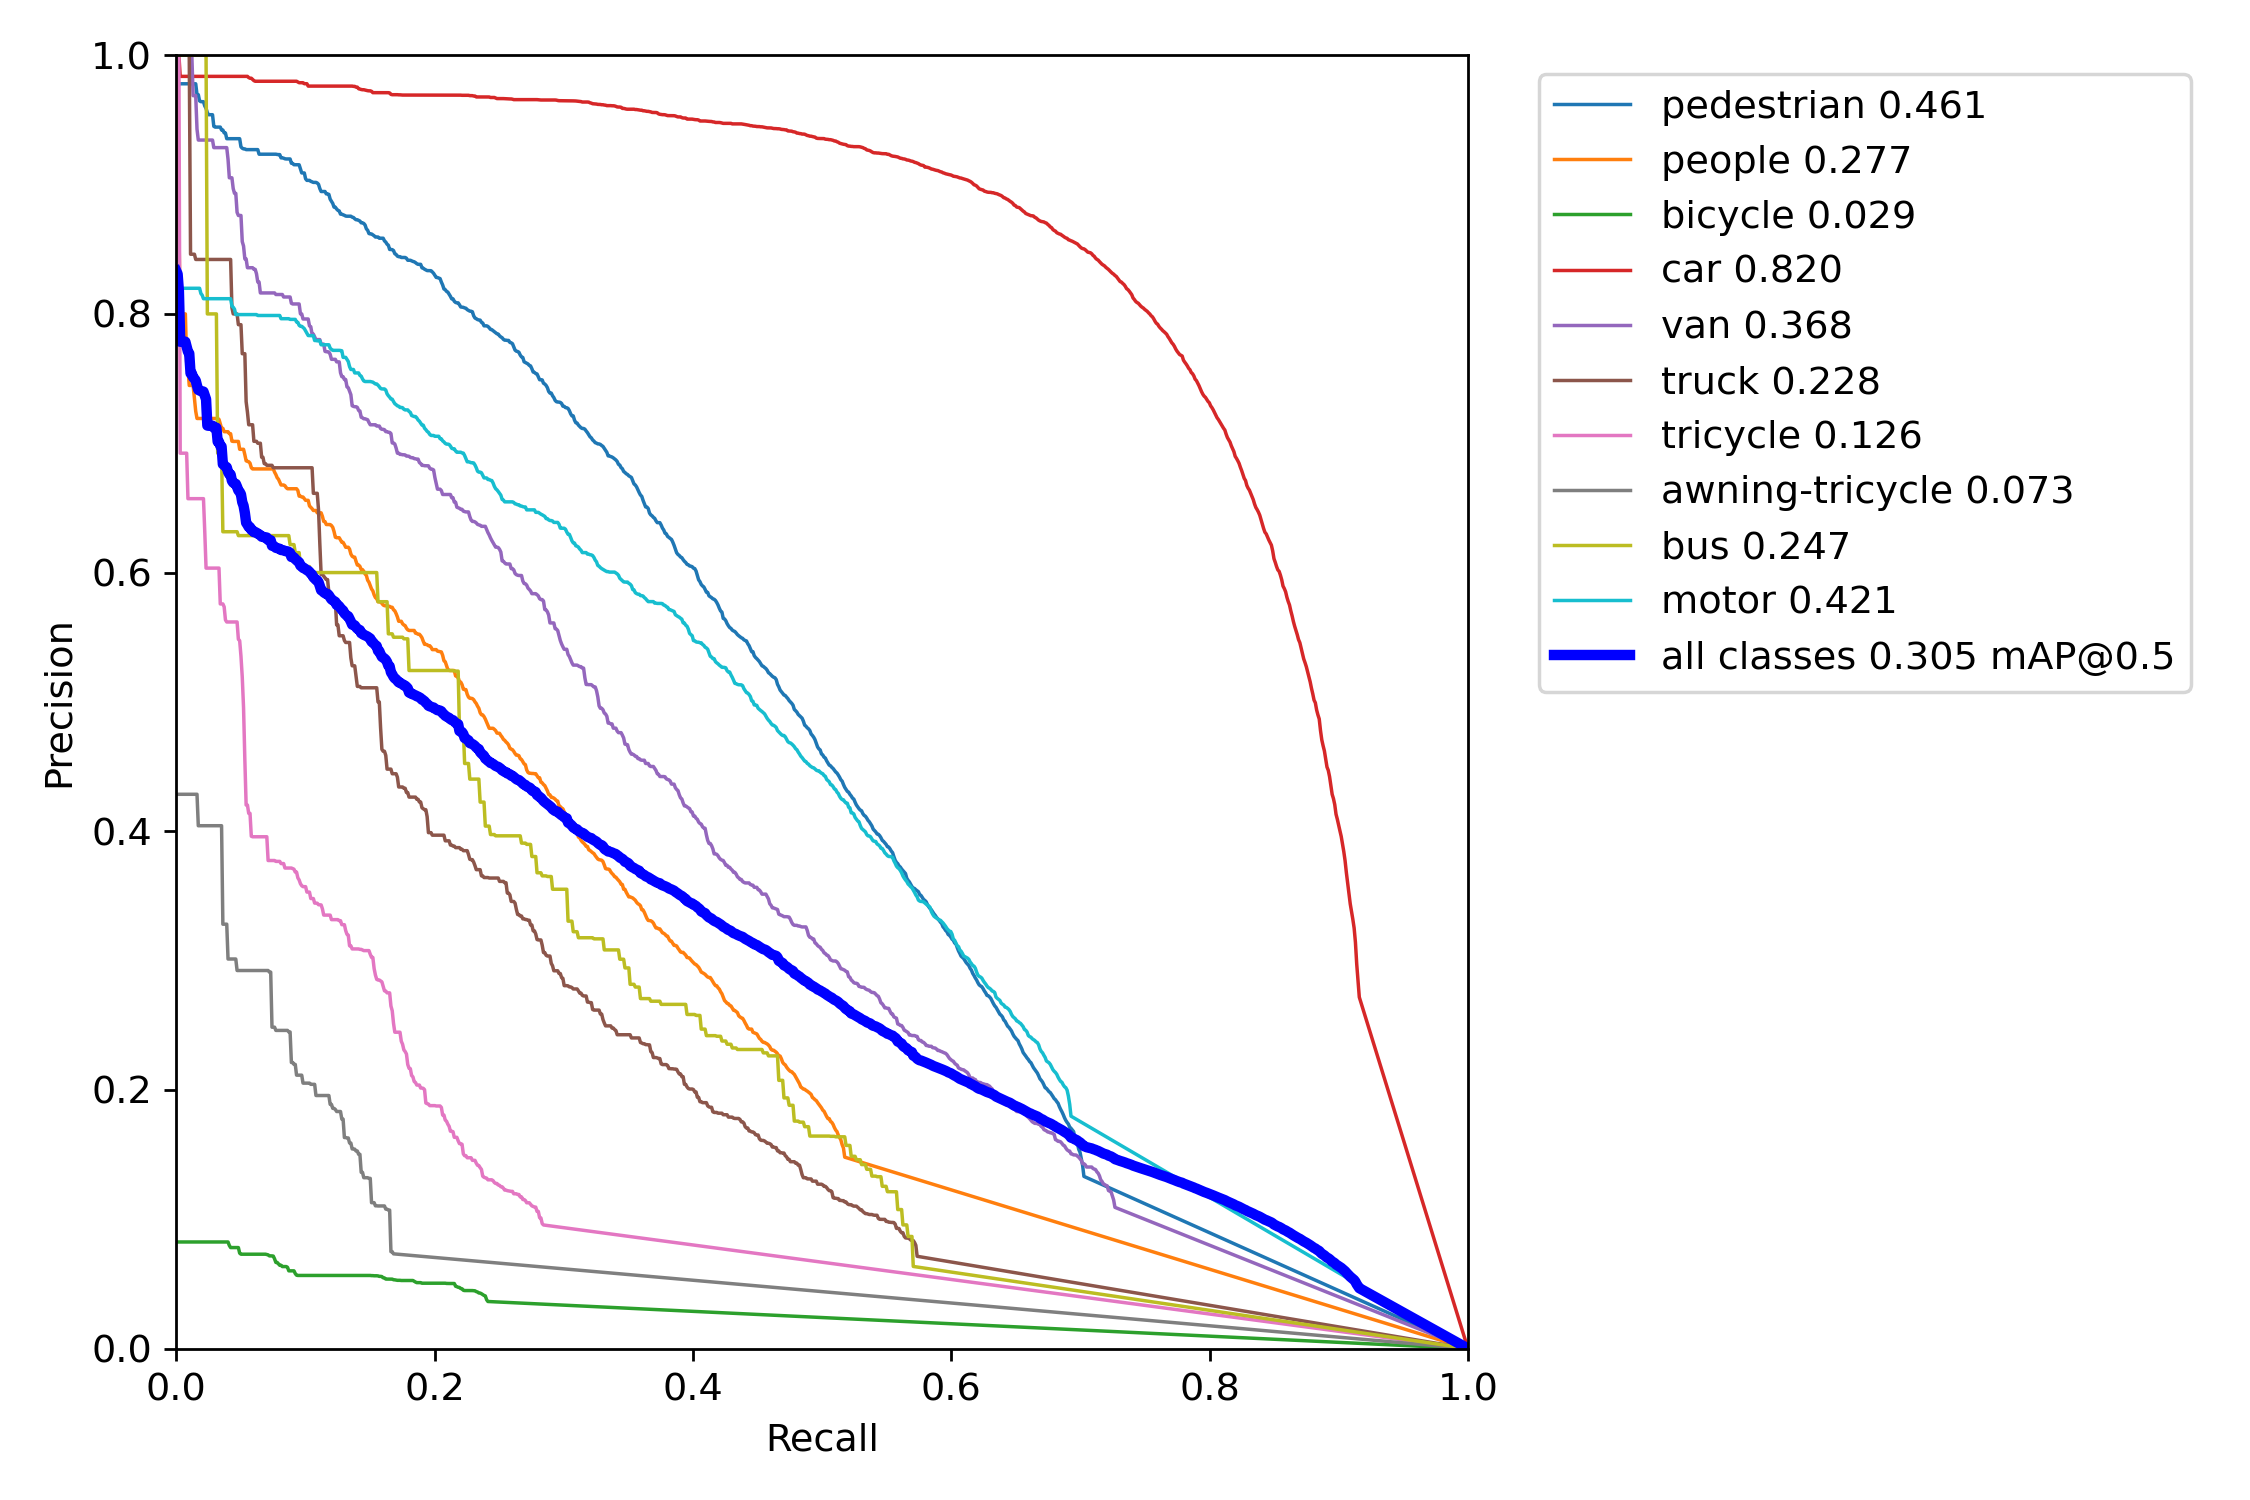 1.0
0.8
0.6
0.4
0.2
0.0
Precision
0.0 0.2 0.4 0.6 0.8 1.0
Recall
pedestrian 0.461
people 0.277
bicycle 0.029
car 0.820
van 0.368
truck 0.228
tricycle 0.126
awning-tricycle 0.073
bus 0.247
motor 0.421
all classes 0.305 mAP@0.5